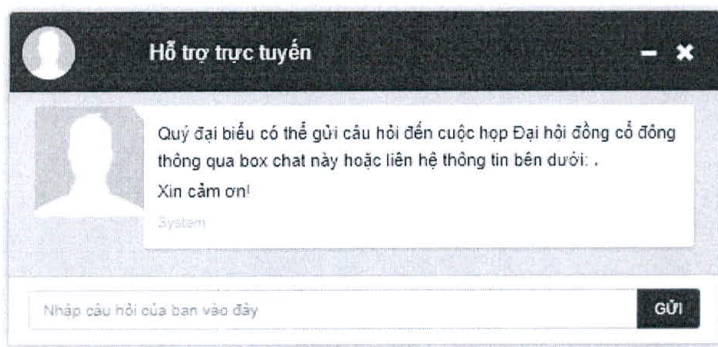 Hỗ trợ trực tuyến
Quý đại biểu có thể gửi câu hỏi đến cuộc họp Đại hội đồng cổ đông
thông qua box chat này hoặc liên hệ thông tin bên dưới: .
Xin cảm ơn!
System
Nhập câu hỏi của bạn vào đây
GỬI